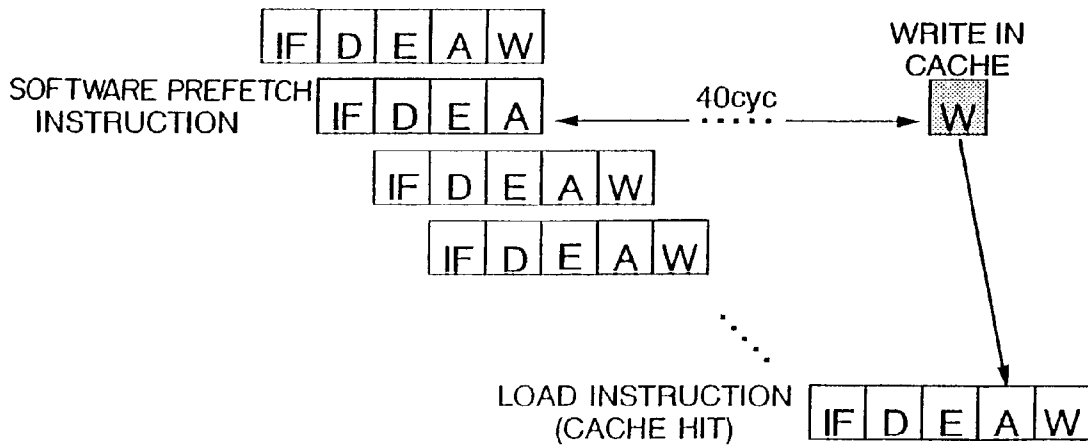 IF D E A W
WRITE IN
CACHE
SOFTWARE PREFETCH
INSTRUCTION
IF D E A
40cyc
W
IF D E A W
IF D E A W
LOAD INSTRUCTION
(CACHE HIT)
IF D E A W